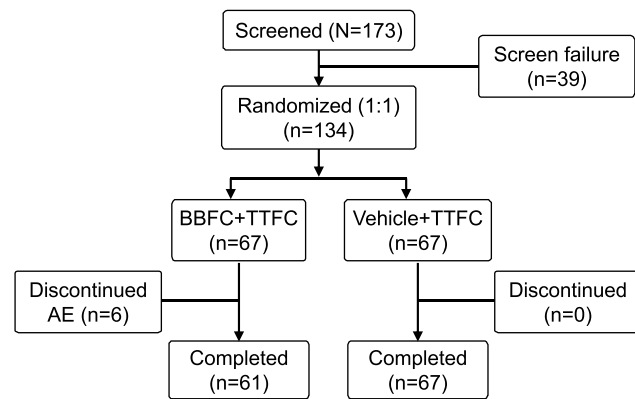 Screened (N=173)
Screen failure
(n=39)
Randomized (1:1)
(n=134)
BBFC+TTFC
(n=67)
Vehicle+TTFC
(n=67)
Discontinued
AE (n=6)
Discontinued
(n=0)
Completed
(n=61)
Completed
(n=67)